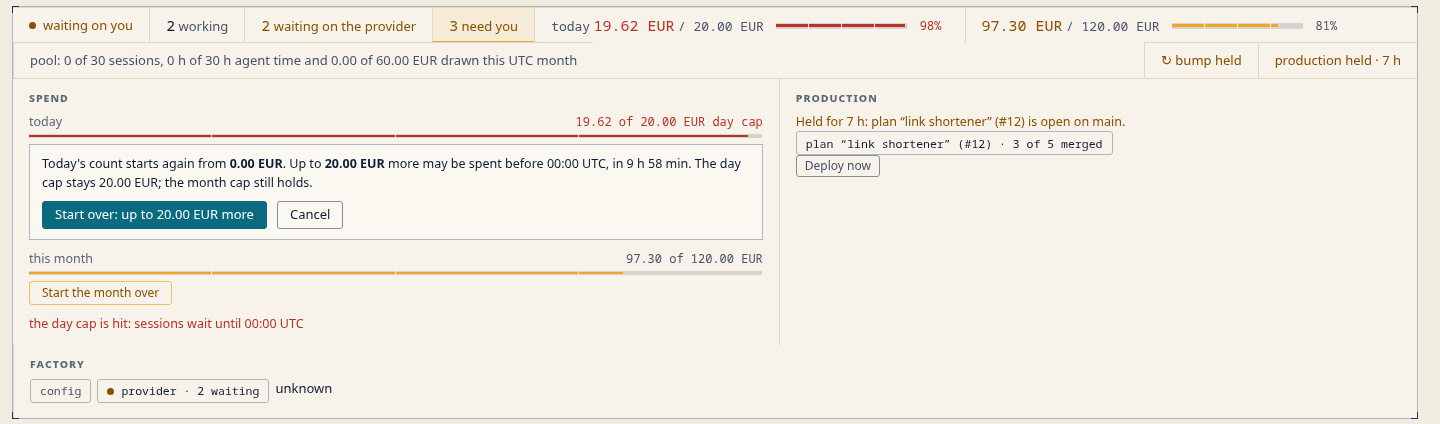 waiting on you 2 working 2 waiting on the provider 3 need you today 19.62 EUR / 20.00 EUR 98% 97.30 EUR / 120.00 EUR 81%
pool: 0 of 30 sessions, 0 h of 30 h agent time and 0.00 of 60.00 EUR drawn this UTC month ↻ bump held production held · 7 h
SPEND
today 19.62 of 20.00 EUR day cap
Today's count starts again from 0.00 EUR. Up to 20.00 EUR more may be spent before 00:00 UTC, in 9 h 58 min. The day
cap stays 20.00 EUR; the month cap still holds.
Start over: up to 20.00 EUR more Cancel
this month 97.30 of 120.00 EUR
Start the month over
the day cap is hit: sessions wait until 00:00 UTC
PRODUCTION
Held for 7 h: plan “link shortener” (#12) is open on main.
plan “link shortener” (#12) · 3 of 5 merged
Deploy now
FACTORY
config provider · 2 waiting unknown